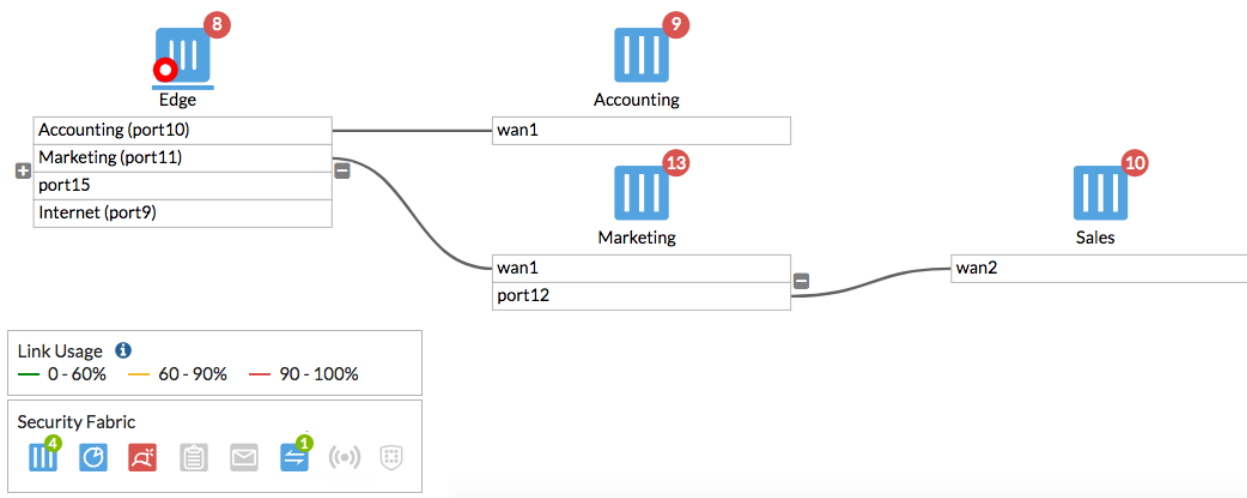 8
Edge
Accounting (port10)
Marketing (port11)
port15
Internet (port9)
9
Accounting
wan1
13
Marketing
wan1
port12
10
Sales
wan2
Link Usage
0 - 60% 60 - 90% 90 - 100%
Security Fabric
4 1